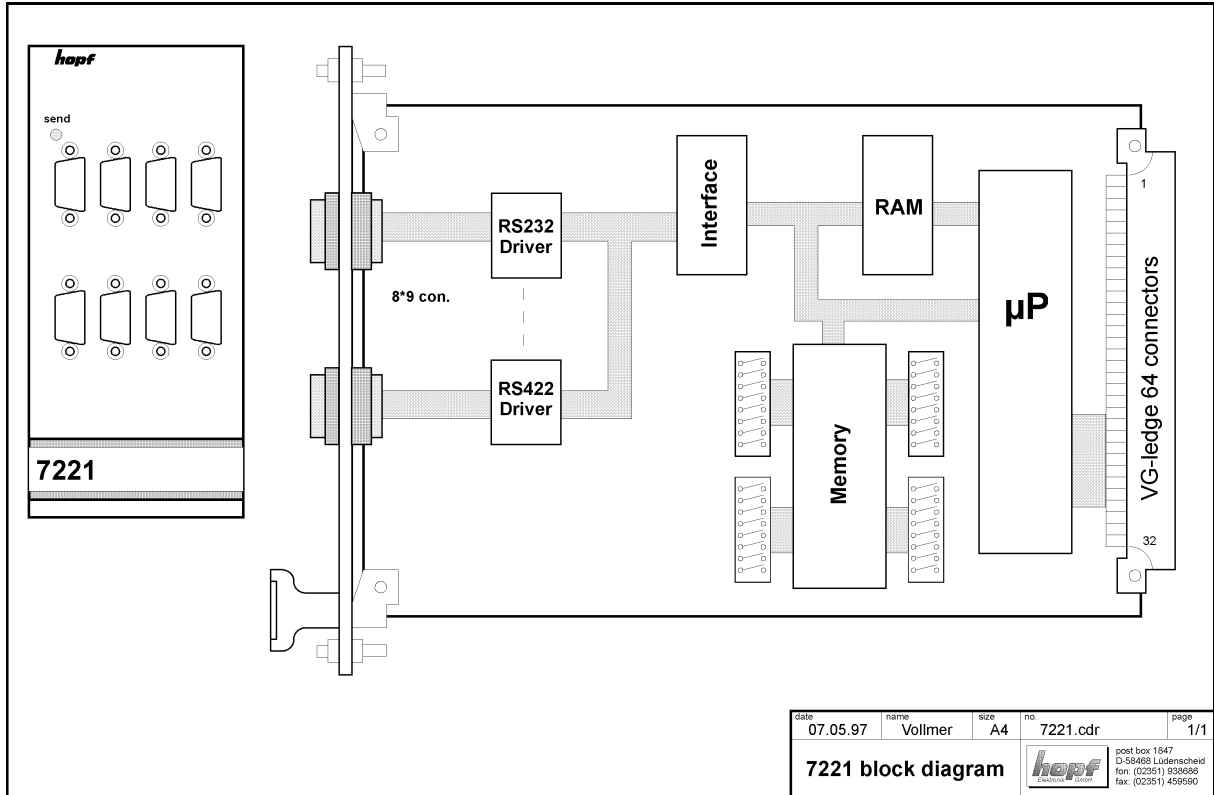 hopf
send
7221
8*9 con.
RS232
Driver
RS422
Driver
Interface
RAM
µP
Memory
VG-ledge 64 connectors
1
32
date
07.05.97
name
Vollmer
size
A4
no.
7221.cdr
page
1/1
7221 block diagram
hopf
Elektronik GmbH
post box 1847
D-58468 Lüdenscheid
fon: (02351) 938686
fax: (02351) 459590